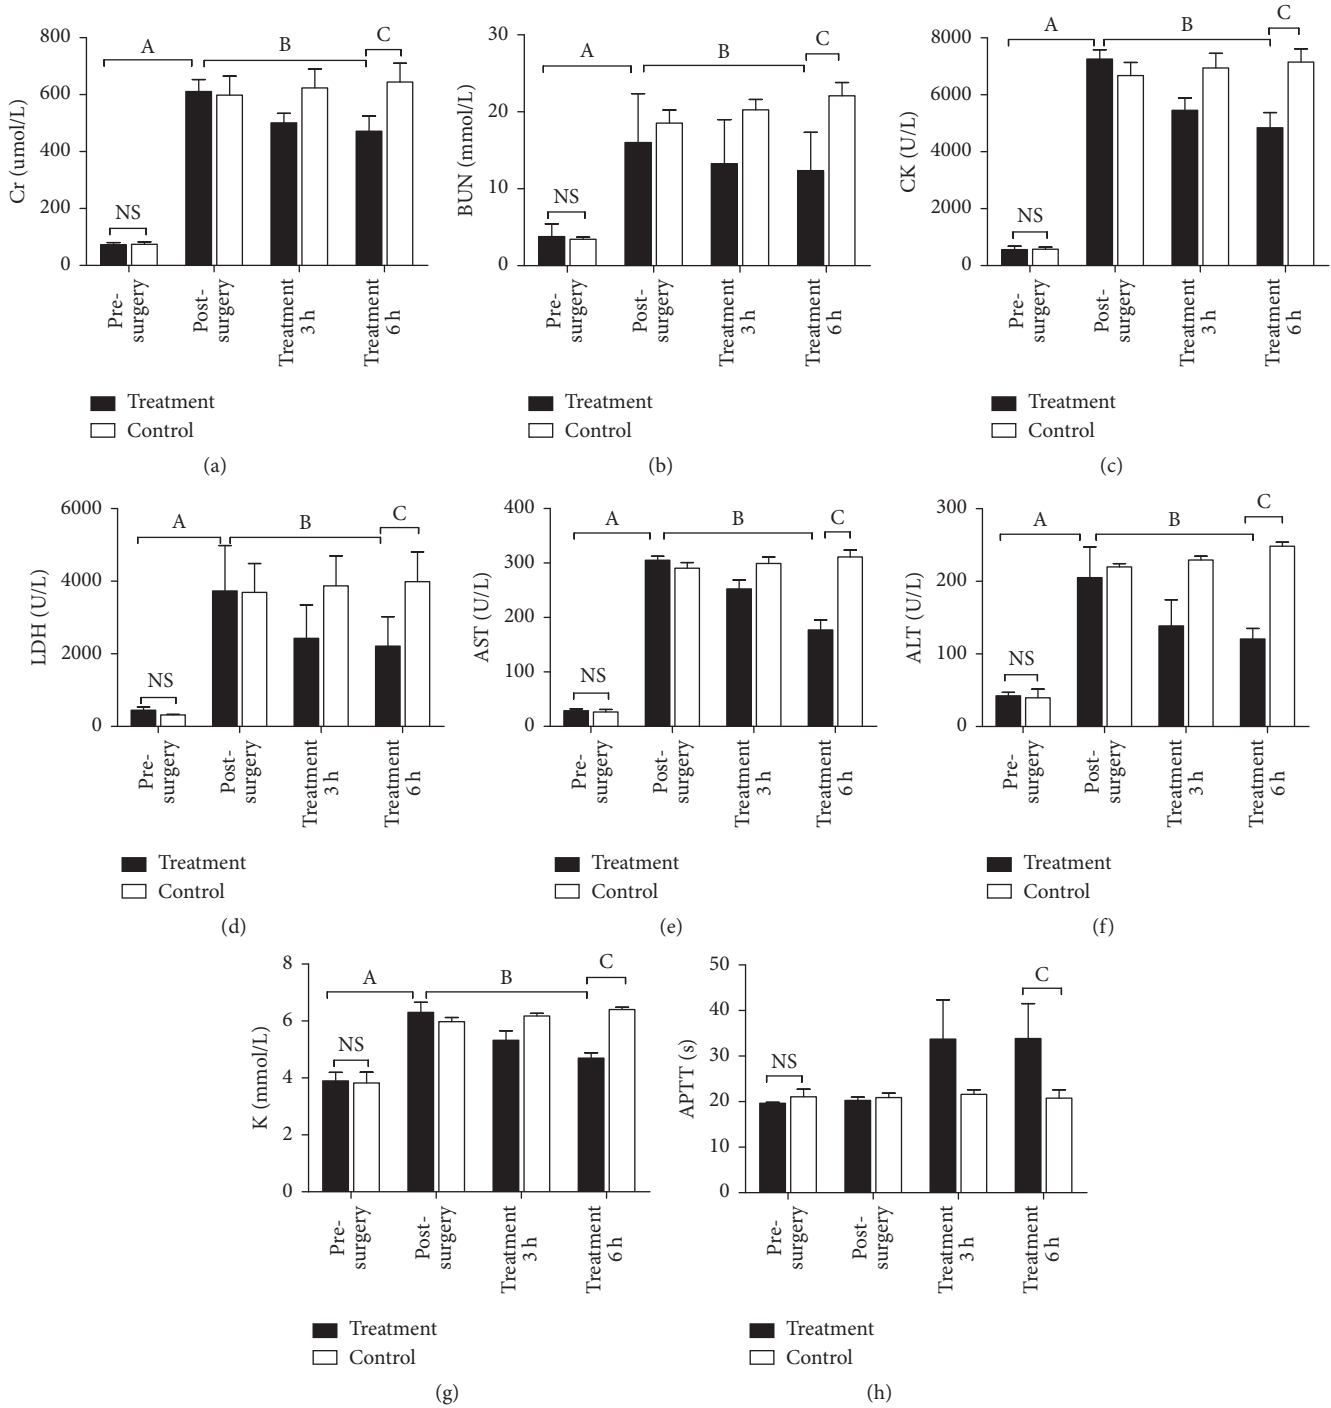 A
B
C
800
600
400
200
0
Cr (umol/L)
NS
Pre-
surgery
Post-
surgery
Treatment
3 h
Treatment
6 h
Treatment
Control
(a)
A
B
C
30
20
10
0
BUN (mmol/L)
NS
Pre-
surgery
Post-
surgery
Treatment
3 h
Treatment
6 h
Treatment
Control
(b)
A
B
C
8000
6000
4000
2000
0
CK (U/L)
NS
Pre-
surgery
Post-
surgery
Treatment
3 h
Treatment
6 h
Treatment
Control
(c)
A
B
C
6000
4000
2000
0
LDH (U/L)
NS
Pre-
surgery
Post-
surgery
Treatment
3 h
Treatment
6 h
Treatment
Control
(d)
A
B
C
400
300
200
100
0
AST (U/L)
NS
Pre-
surgery
Post-
surgery
Treatment
3 h
Treatment
6 h
Treatment
Control
(e)
A
B
C
300
200
100
0
ALT (U/L)
NS
Pre-
surgery
Post-
surgery
Treatment
3 h
Treatment
6 h
Treatment
Control
(f)
A
B
C
8
6
4
2
0
K (mmol/L)
NS
Pre-
surgery
Post-
surgery
Treatment
3 h
Treatment
6 h
Treatment
Control
(g)
C
50
40
30
20
10
0
APTT (s)
NS
Pre-
surgery
Post-
surgery
Treatment
3 h
Treatment
6 h
Treatment
Control
(h)